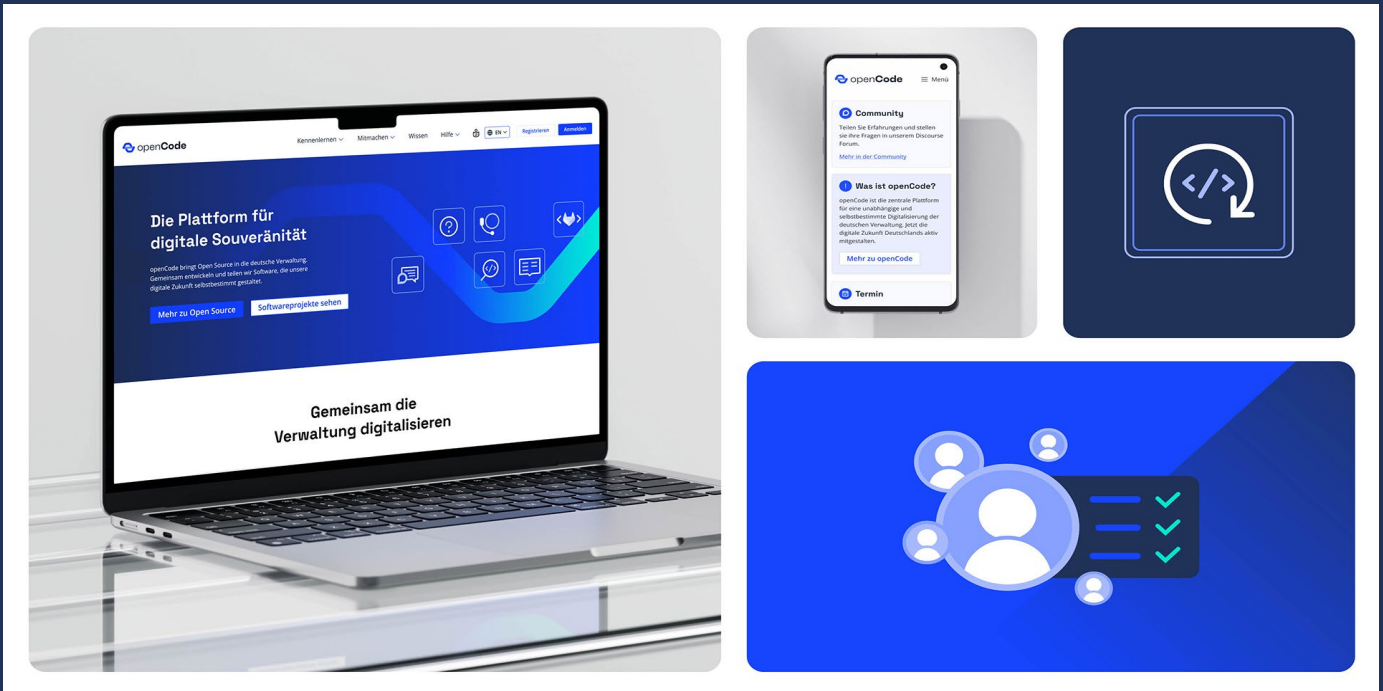 openCode
Kennenlernen
Mitmachen
Wissen
Hilfe
EN
Registrieren
Anmelden
Die Plattform für
digitale Souveränität
openCode bringt Open Source in die deutsche Verwaltung.
Gemeinsam entwickeln und teilen wir Software, die unsere
digitale Zukunft selbstbestimmt gestaltet.
Mehr zu Open Source
Softwareprojekte sehen
Gemeinsam die
Verwaltung digitalisieren
openCode
Menü
Community
Teilen Sie Erfahrungen und stellen
sie ihre Fragen in unserem Discourse
Forum.
Mehr in der Community
Was ist openCode?
openCode ist die zentrale Plattform
für eine unabhängige und
selbstbestimmte Digitalisierung der
deutschen Verwaltung. Jetzt die
digitale Zukunft Deutschlands aktiv
mitgestalten.
Mehr zu openCode
Termin